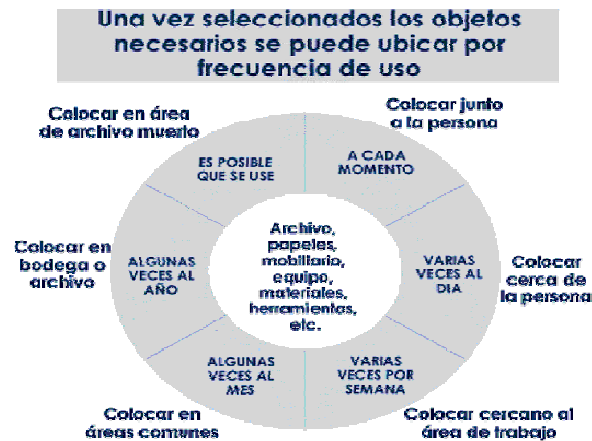 Una vez seleccionados los objetos
necesarios se puede ubicar por
frecuencia de uso
Colocar junto
a la persona
A CADA
MOMENTO
Colocar
cerca de
la persona
VARIAS
VECES AL
DIA
Colocar cercano al
área de trabajo
VARIAS
VECES POR
SEMANA
Colocar en
áreas comunes
ALGUNAS
VECES AL
MES
Colocar en
bodega o
archivo
ALGUNAS
VECES AL
AÑO
Colocar en área
de archivo muerto
ES POSIBLE
QUE SE USE
Archivo,
papeles,
mobiliario,
equipo,
materiales,
herramientas,
etc.